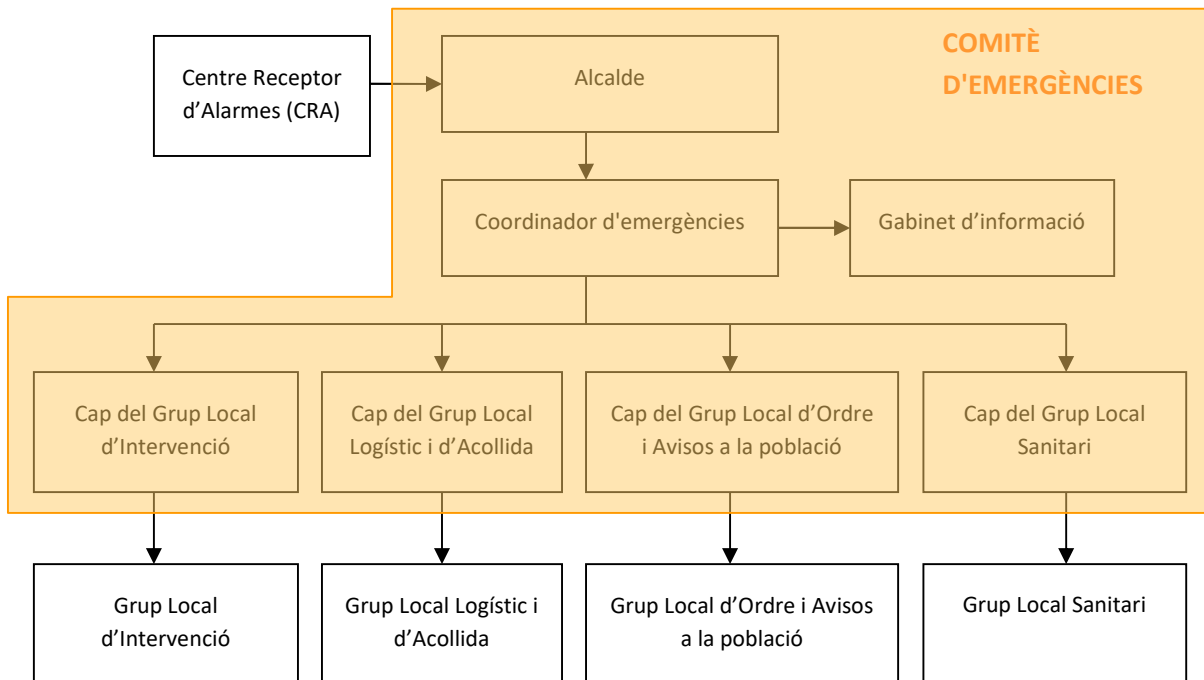 COMITÈ
D'EMERGÈNCIES
Centre Receptor
d’Alarmes (CRA)
Alcalde
Coordinador d'emergències
Gabinet d’informació
Cap del Grup Local
d’Intervenció
Cap del Grup Local
Logístic i d’Acollida
Cap del Grup Local d’Ordre
i Avisos a la població
Cap del Grup Local
Sanitari
Grup Local
d’Intervenció
Grup Local Logístic i
d’Acollida
Grup Local d’Ordre i Avisos
a la població
Grup Local Sanitari